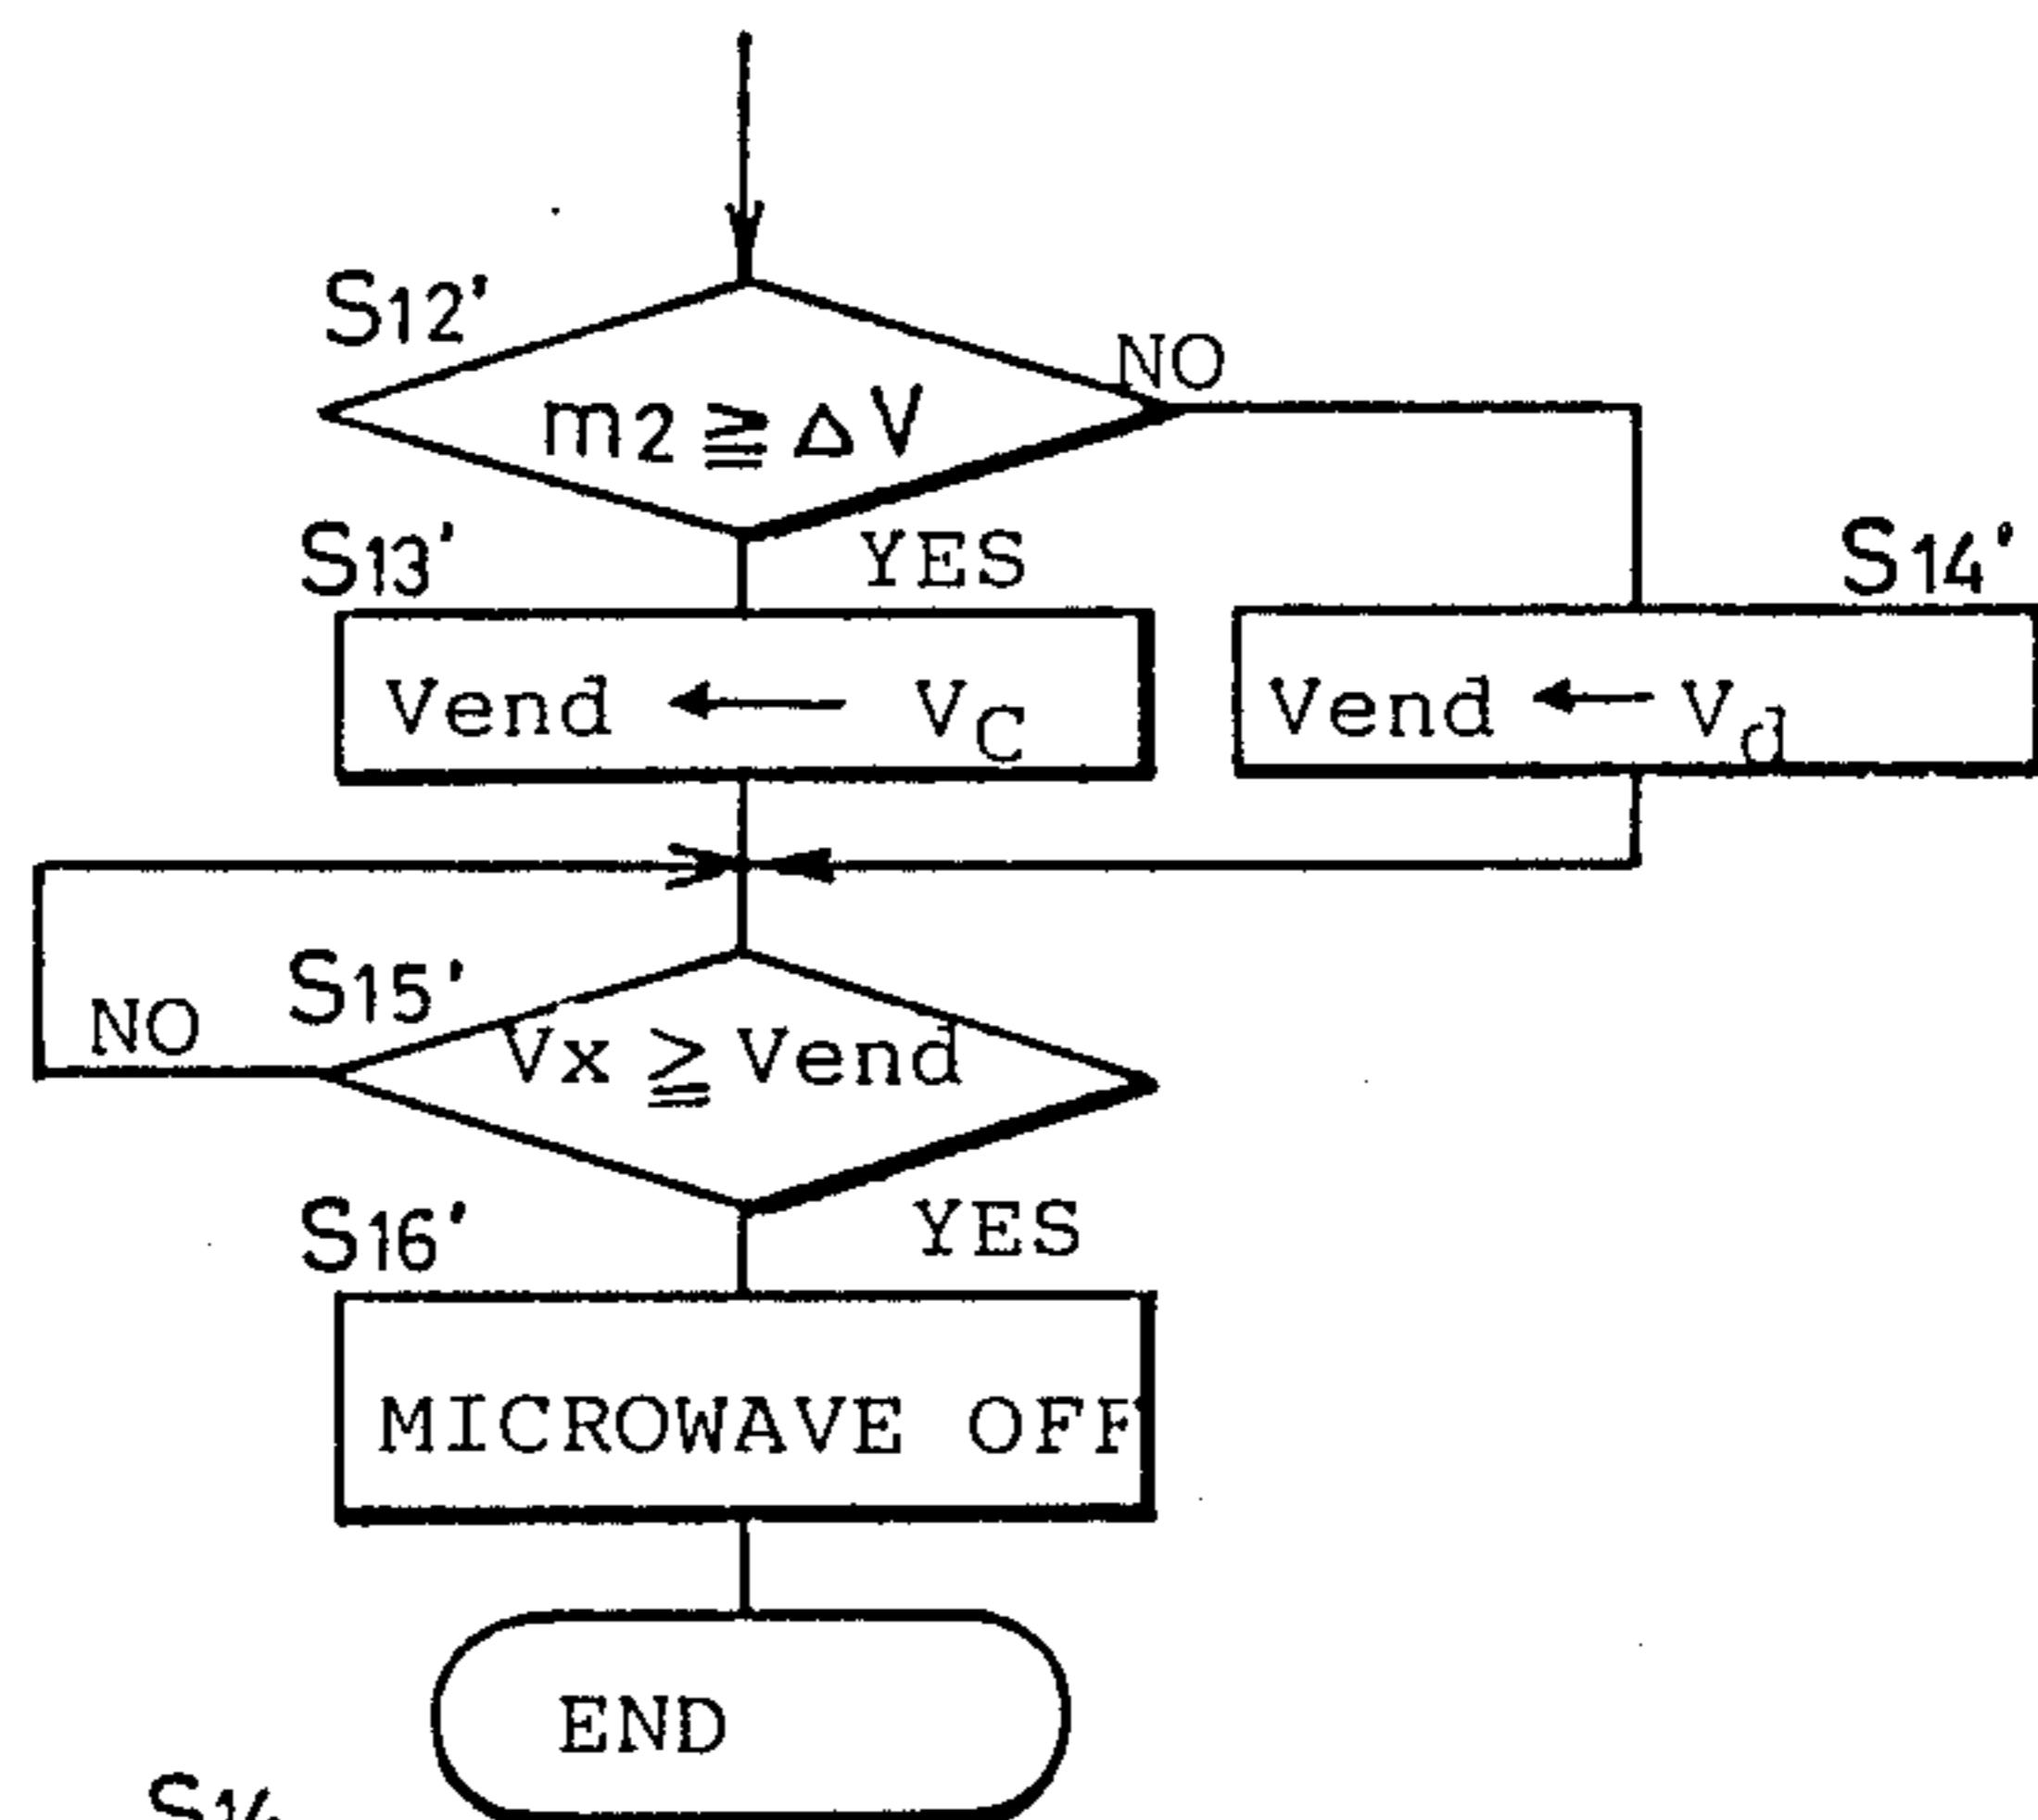 S12'
NO
m2 ≧ ΔV
S13'
YES
S14'
Vend ← VC
Vend ← Vd
S15'
NO
Vx ≧ Vend
S16'
YES
MICROWAVE OFF
END
S14